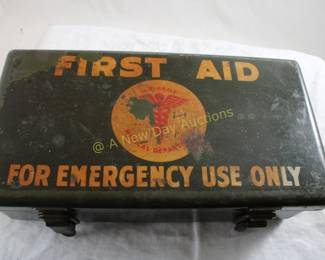 FIRST AID
@ A New Day Auctions
FOR EMERGENCY USE ONLY